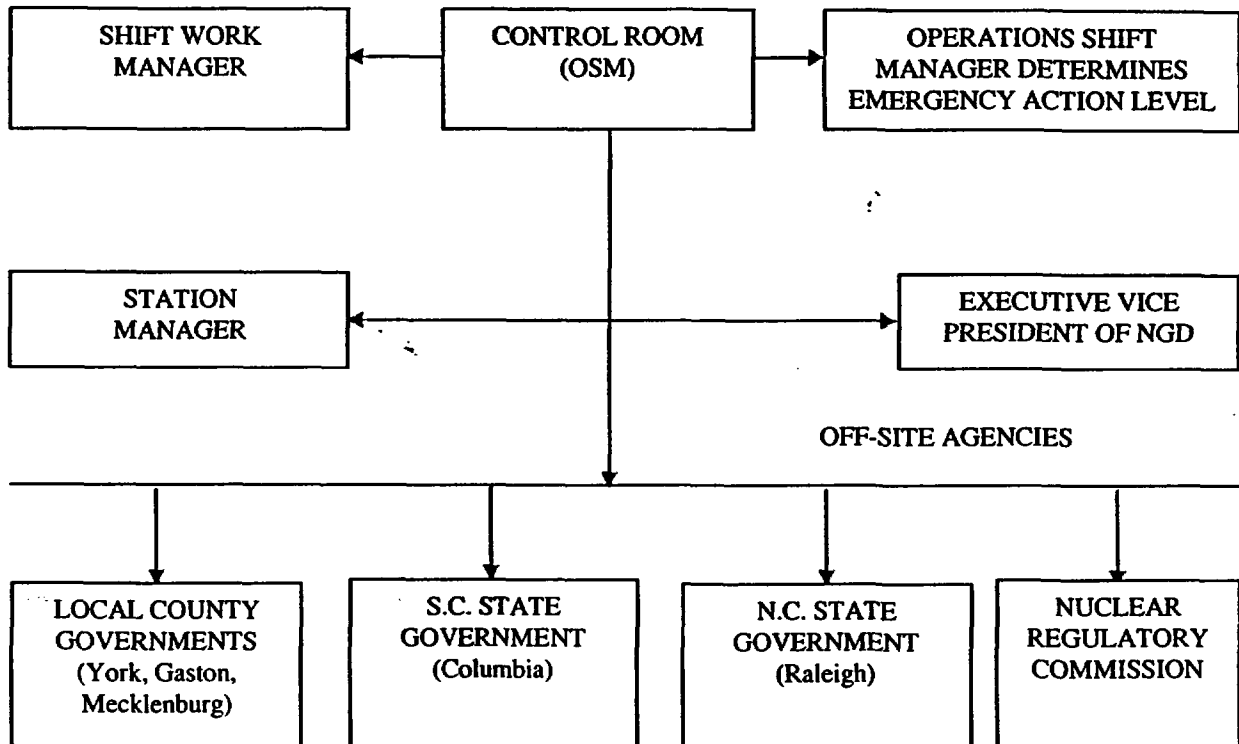 SHIFT WORK
MANAGER
CONTROL ROOM
(OSM)
OPERATIONS SHIFT
MANAGER DETERMINES
EMERGENCY ACTION LEVEL
STATION
MANAGER
EXECUTIVE VICE
PRESIDENT OF NGD
OFF-SITE AGENCIES
LOCAL COUNTY
GOVERNMENTS
(York, Gaston,
Mecklenburg)
S.C. STATE
GOVERNMENT
(Columbia)
N.C. STATE
GOVERNMENT
(Raleigh)
NUCLEAR
REGULATORY
COMMISSION